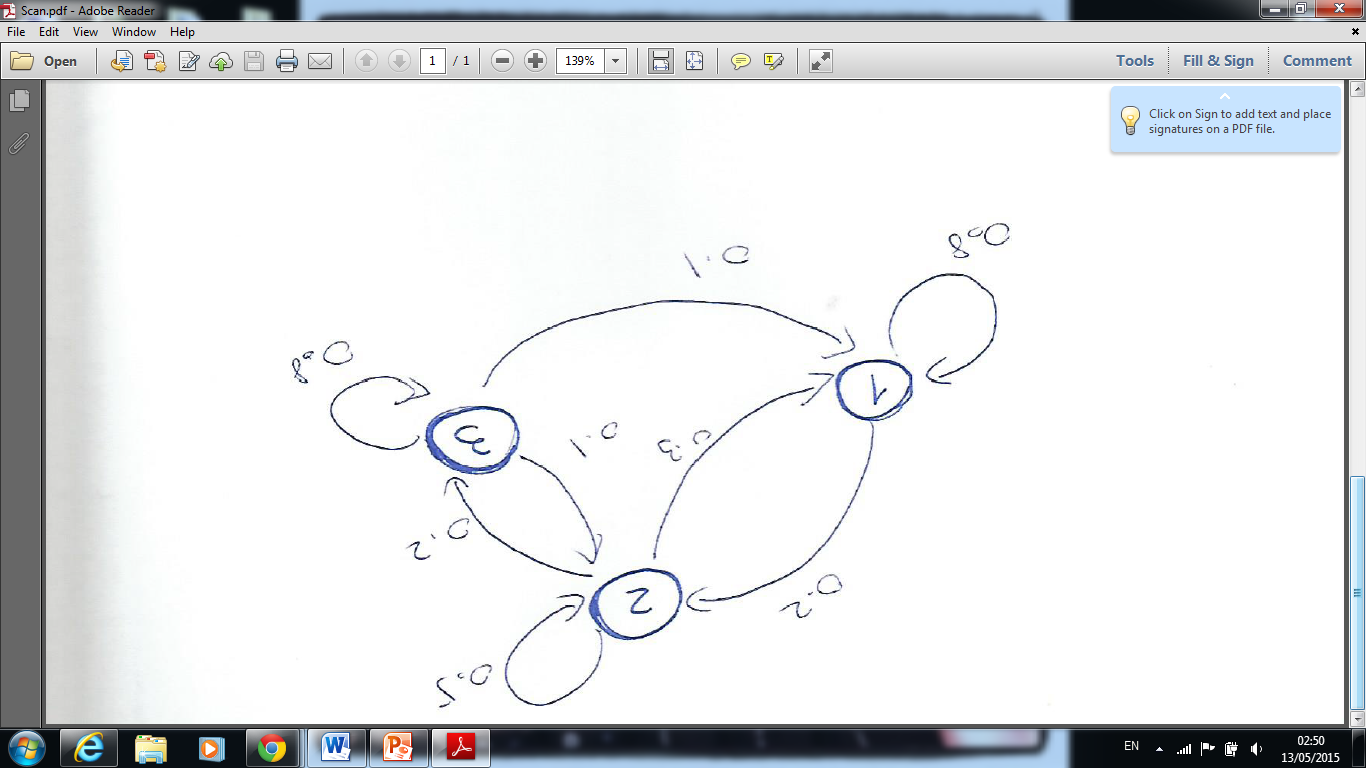 Scan.pdf - Adobe Reader
File Edit View Window Help
Open 1 / 1 139% Tools Fill & Sign Comment
Click on Sign to add text and place
signatures on a PDF file.
0.8
0.1
0.8
1
3
0.1
0.3
0.2
2
0.2
0.5
EN
02:50
13/05/2015